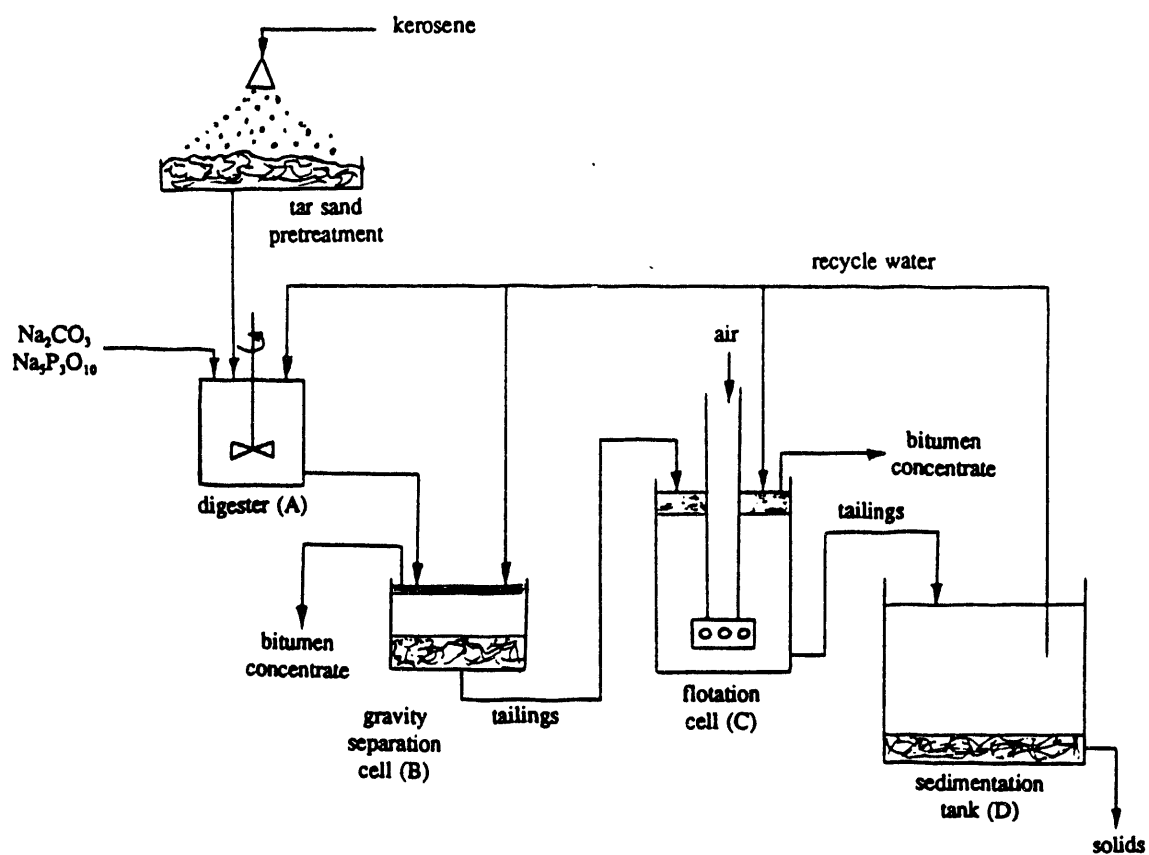 kerosene
tar sand
pretreatment
recycle water
Na₂CO₃
Na₅P₃O₁₀
air
digester (A)
bitumen
concentrate
tailings
bitumen
concentrate
gravity
separation
cell (B)
tailings
flotation
cell (C)
sedimentation
tank (D)
solids